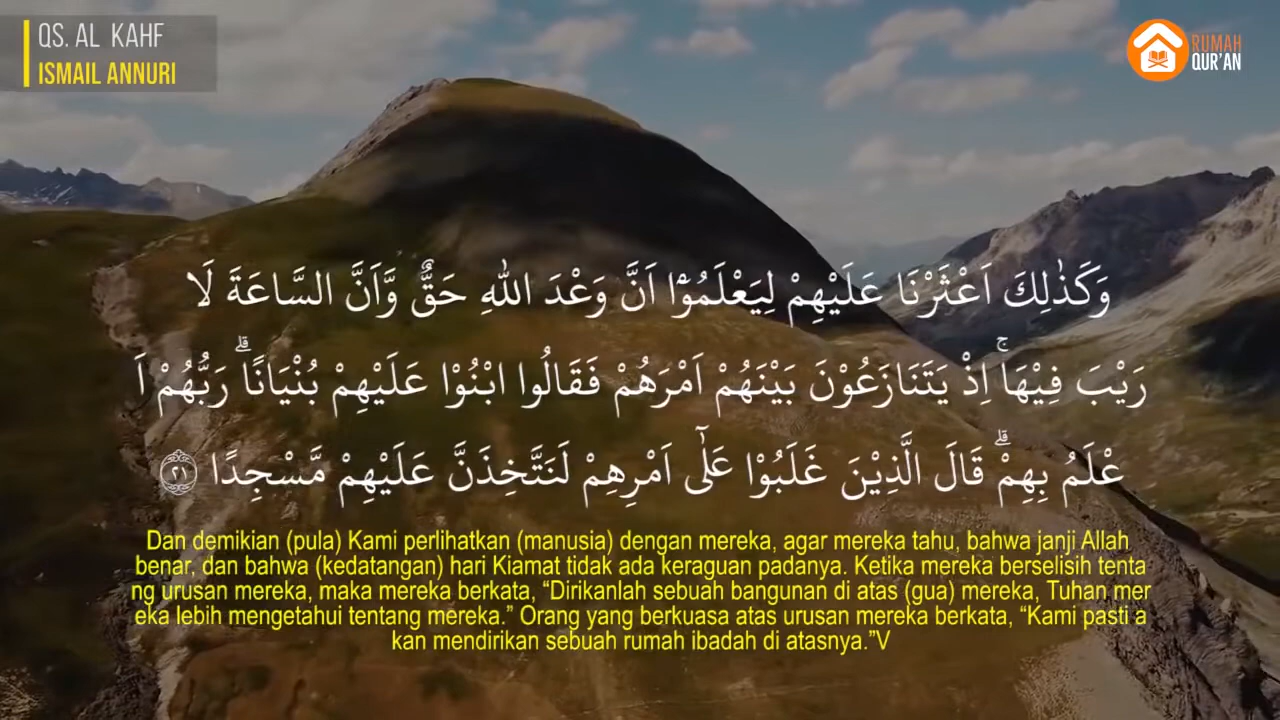 QS. AL KAHF
ISMAIL ANNURI
RUMAH
QUR'AN
وَكَذٰلِكَ اَعْثَرْنَا عَلَيْهِمْ لِيَعْلَمُوْٓا اَنَّ وَعْدَ اللّٰهِ حَقٌّ وَّاَنَّ السَّاعَةَ لَا
رَيْبَ فِيْهَاۚ اِذْ يَتَنَازَعُوْنَ بَيْنَهُمْ اَمْرَهُمْ فَقَالُوا ابْنُوْا عَلَيْهِمْ بُنْيَانًاۗ رَبُّهُمْ اَ
عْلَمُ بِهِمْۗ قَالَ الَّذِيْنَ غَلَبُوْا عَلٰٓى اَمْرِهِمْ لَنَتَّخِذَنَّ عَلَيْهِمْ مَّسْجِدًا ٢١
Dan demikian (pula) Kami perlihatkan (manusia) dengan mereka, agar mereka tahu, bahwa janji Allah
benar, dan bahwa (kedatangan) hari Kiamat tidak ada keraguan padanya. Ketika mereka berselisih tenta
ng urusan mereka, maka mereka berkata, “Dirikanlah sebuah bangunan di atas (gua) mereka, Tuhan mer
eka lebih mengetahui tentang mereka.” Orang yang berkuasa atas urusan mereka berkata, “Kami pasti a
kan mendirikan sebuah rumah ibadah di atasnya.”V